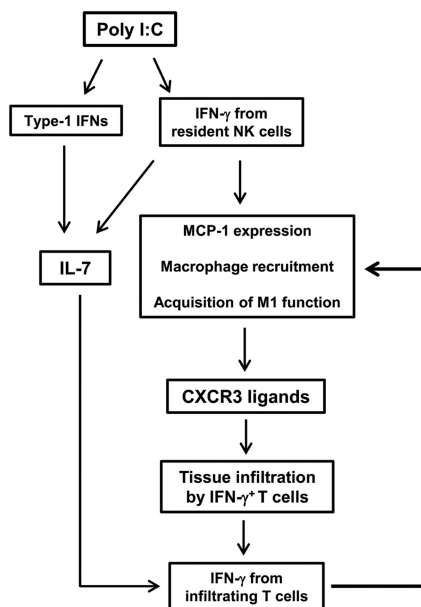 Poly I:C
Type-1 IFNs
IFN-γ from
resident NK cells
IL-7
MCP-1 expression
Macrophage recruitment
Acquisition of M1 function
CXCR3 ligands
Tissue infiltration
by IFN-γ⁺ T cells
IFN-γ from
infiltrating T cells